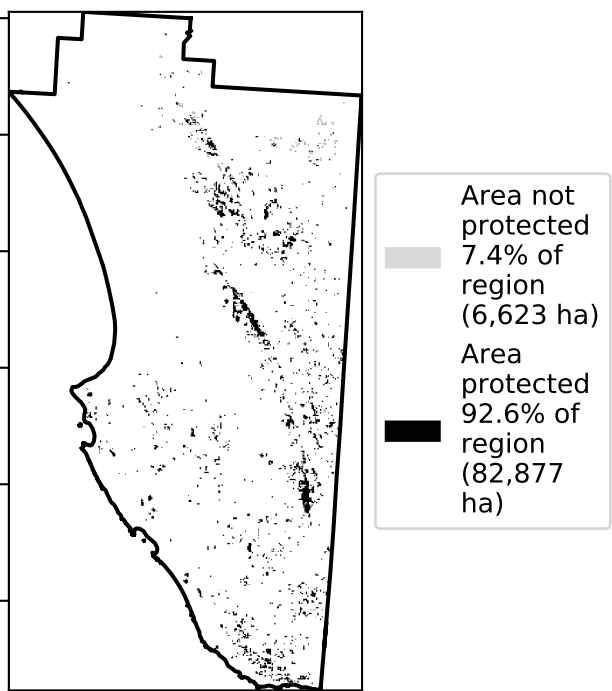 Area not
protected
7.4% of
region
(6,623 ha)
Area
protected
92.6% of
region
(82,877
ha)